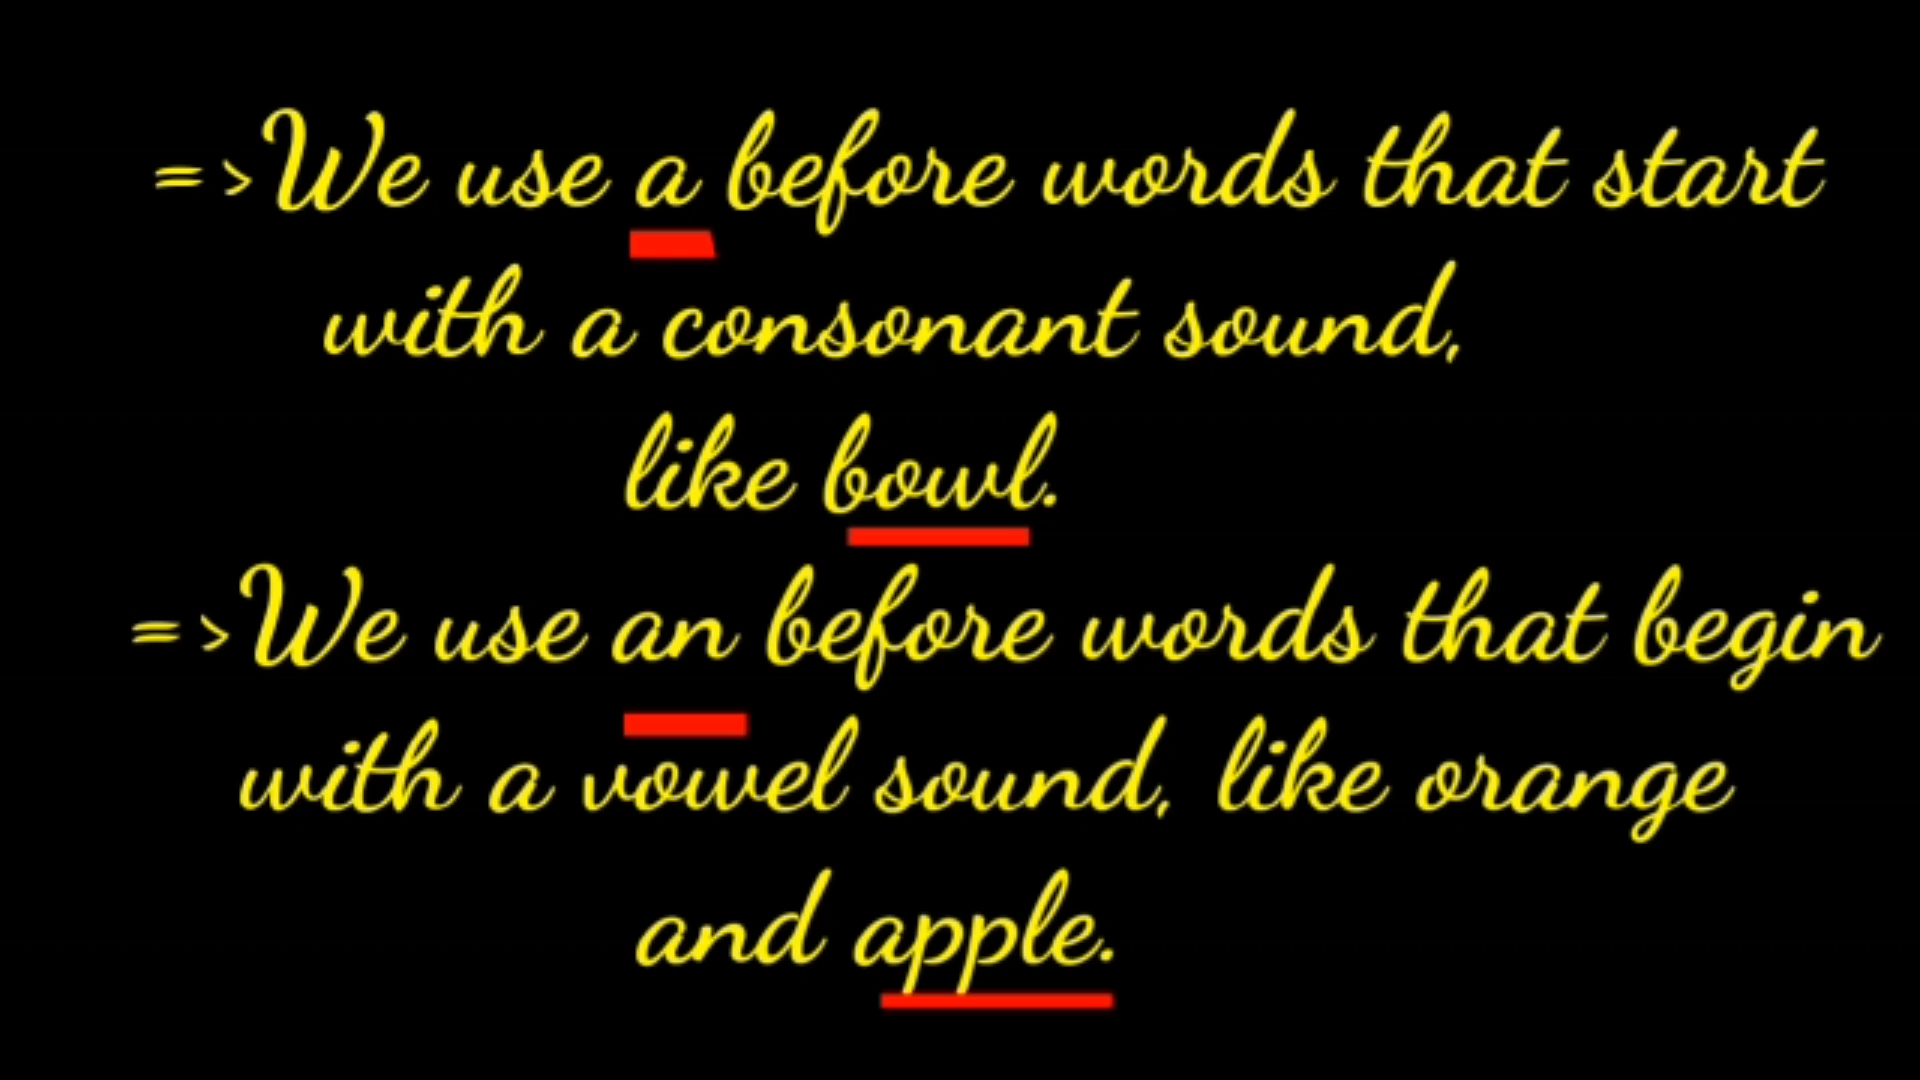 =>We use a before words that start
with a consonant sound,
like bowl.
=>We use an before words that begin
with a vowel sound, like orange
and apple.